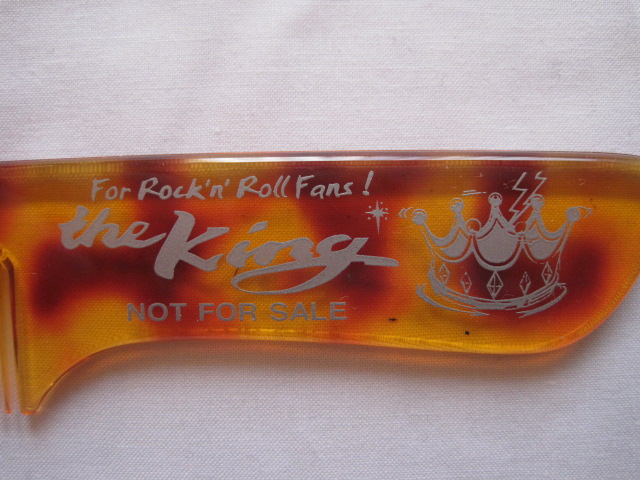 For Rock'n' Roll Fans!
the King
NOT FOR SALE